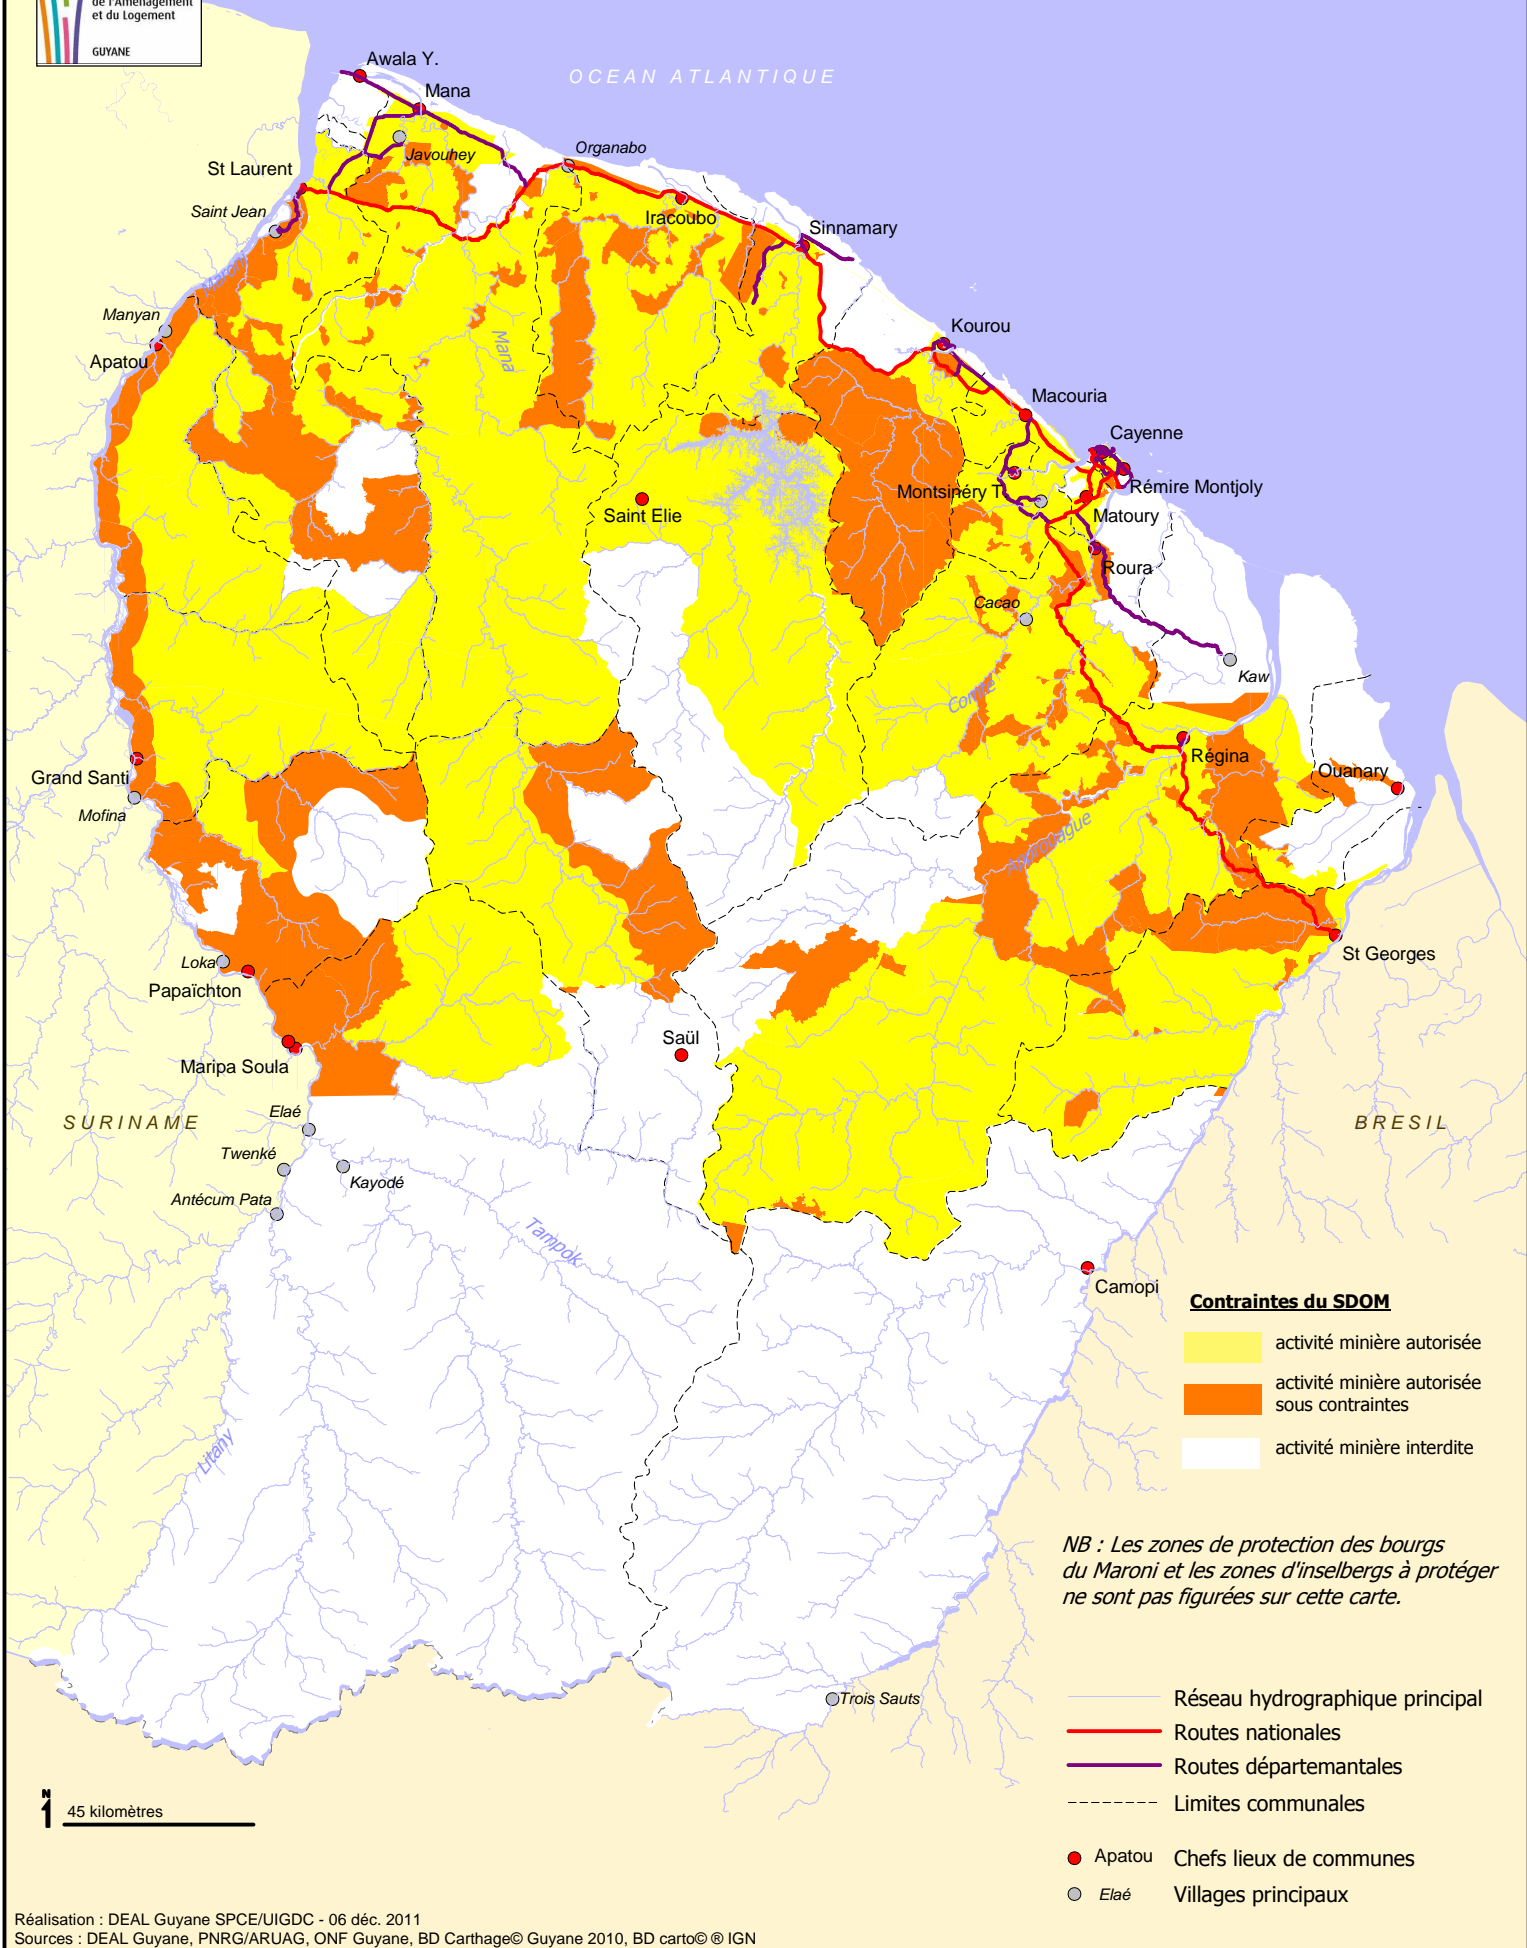 de l'Aménagement
et du Logement
GUYANE
Awala Y.
OCEAN ATLANTIQUE
Mana
Organabo
Javouhey
St Laurent
Saint Jean
Iracoubo
Sinnamary
Maroni
Manyan
Kourou
Mana
Apatou
Macouria
Cayenne
Montsinéry T.
Rémire Montjoly
Saint Elie
Matoury
Roura
Cacao
Kaw
Comté
Régina
Grand Santi
Ouanary
Mofina
Approuague
St Georges
Loka
Papaïchton
Saül
Maripa Soula
SURINAME
Elaé
BRESIL
Twenké
Kayodé
Antécum Pata
Tampok
Camopi
Contraintes du SDOM
activité minière autorisée
activité minière autorisée
sous contraintes
activité minière interdite
Litany
NB : Les zones de protection des bourgs
du Maroni et les zones d'inselbergs à protéger
ne sont pas figurées sur cette carte.
Trois Sauts
Réseau hydrographique principal
Routes nationales
Routes départemantales
Limites communales
N
45 kilomètres
Apatou Chefs lieux de communes
Elaé Villages principaux
Réalisation : DEAL Guyane SPCE/UIGDC - 06 déc. 2011
Sources : DEAL Guyane, PNRG/ARUAG, ONF Guyane, BD Carthage© Guyane 2010, BD carto© ® IGN